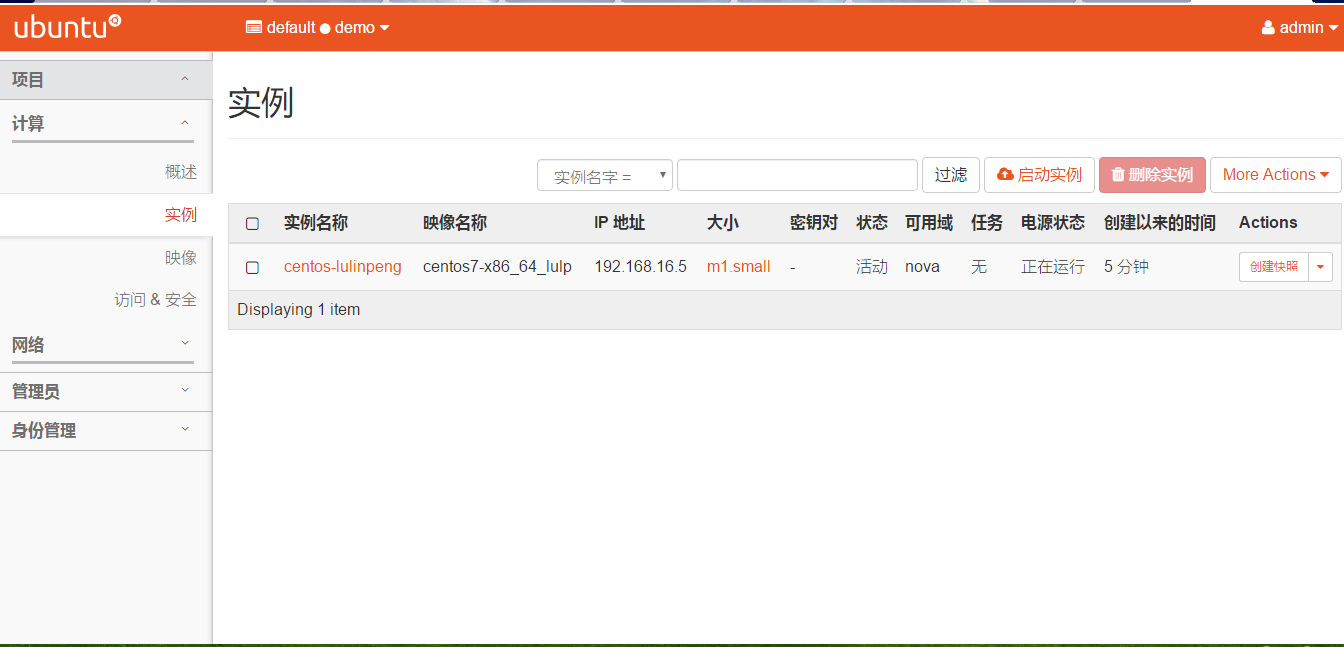 ubuntu
default ● demo
admin
项目
计算
概述
实例
映像
访问 & 安全
网络
管理员
身份管理
实例
实例名字 =
过滤
启动实例
删除实例
More Actions
实例名称 映像名称 IP 地址 大小 密钥对 状态 可用域 任务 电源状态 创建以来的时间 Actions
centos-lulinpeng centos7-x86_64_lulp 192.168.16.5 m1.small - 活动 nova 无 正在运行 5 分钟 创建快照
Displaying 1 item